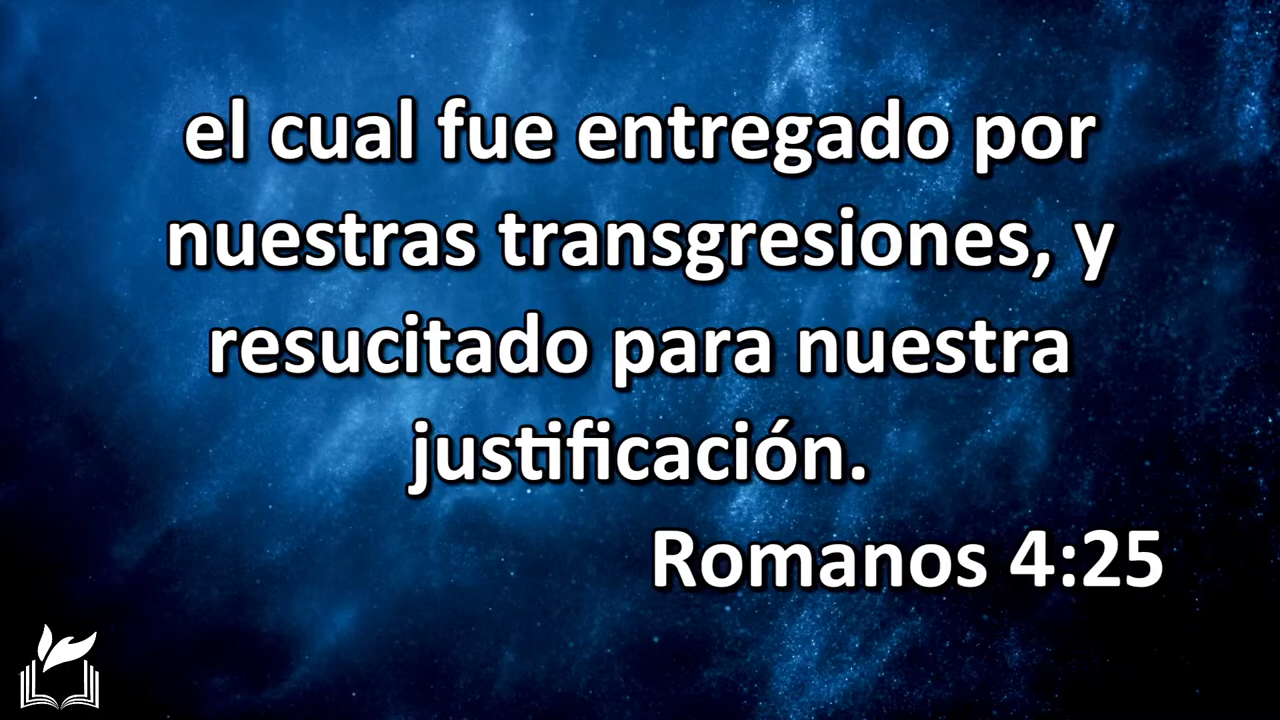 el cual fue entregado por
nuestras transgresiones, y
resucitado para nuestra
justificación.
Romanos 4:25